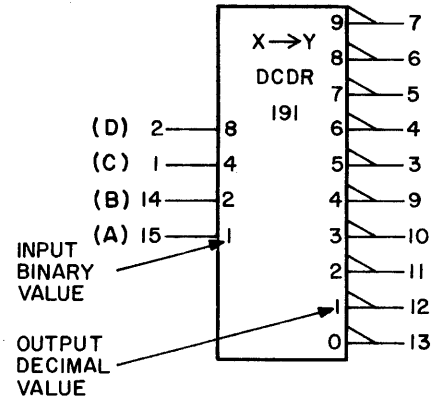 9 7
X→Y
8 6
DCDR
7 5
191
(D) 2 8 6 4
(C) 1 4 5 3
(B) 14 2 4 9
(A) 15 1 3 10
INPUT
BINARY
VALUE
2 11
1 12
OUTPUT
DECIMAL
VALUE
0 13